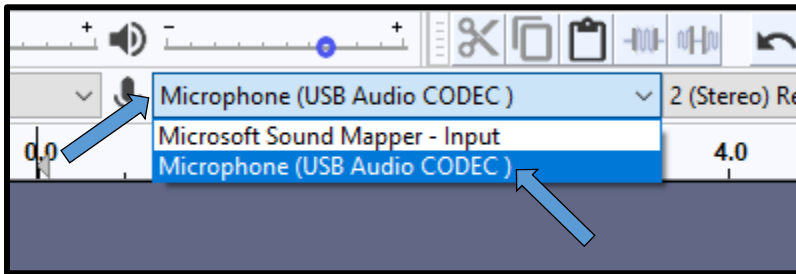 - +
+
Microphone (USB Audio CODEC )
2 (Stereo) Re
Microsoft Sound Mapper - Input
Microphone (USB Audio CODEC )
0.0
4.0